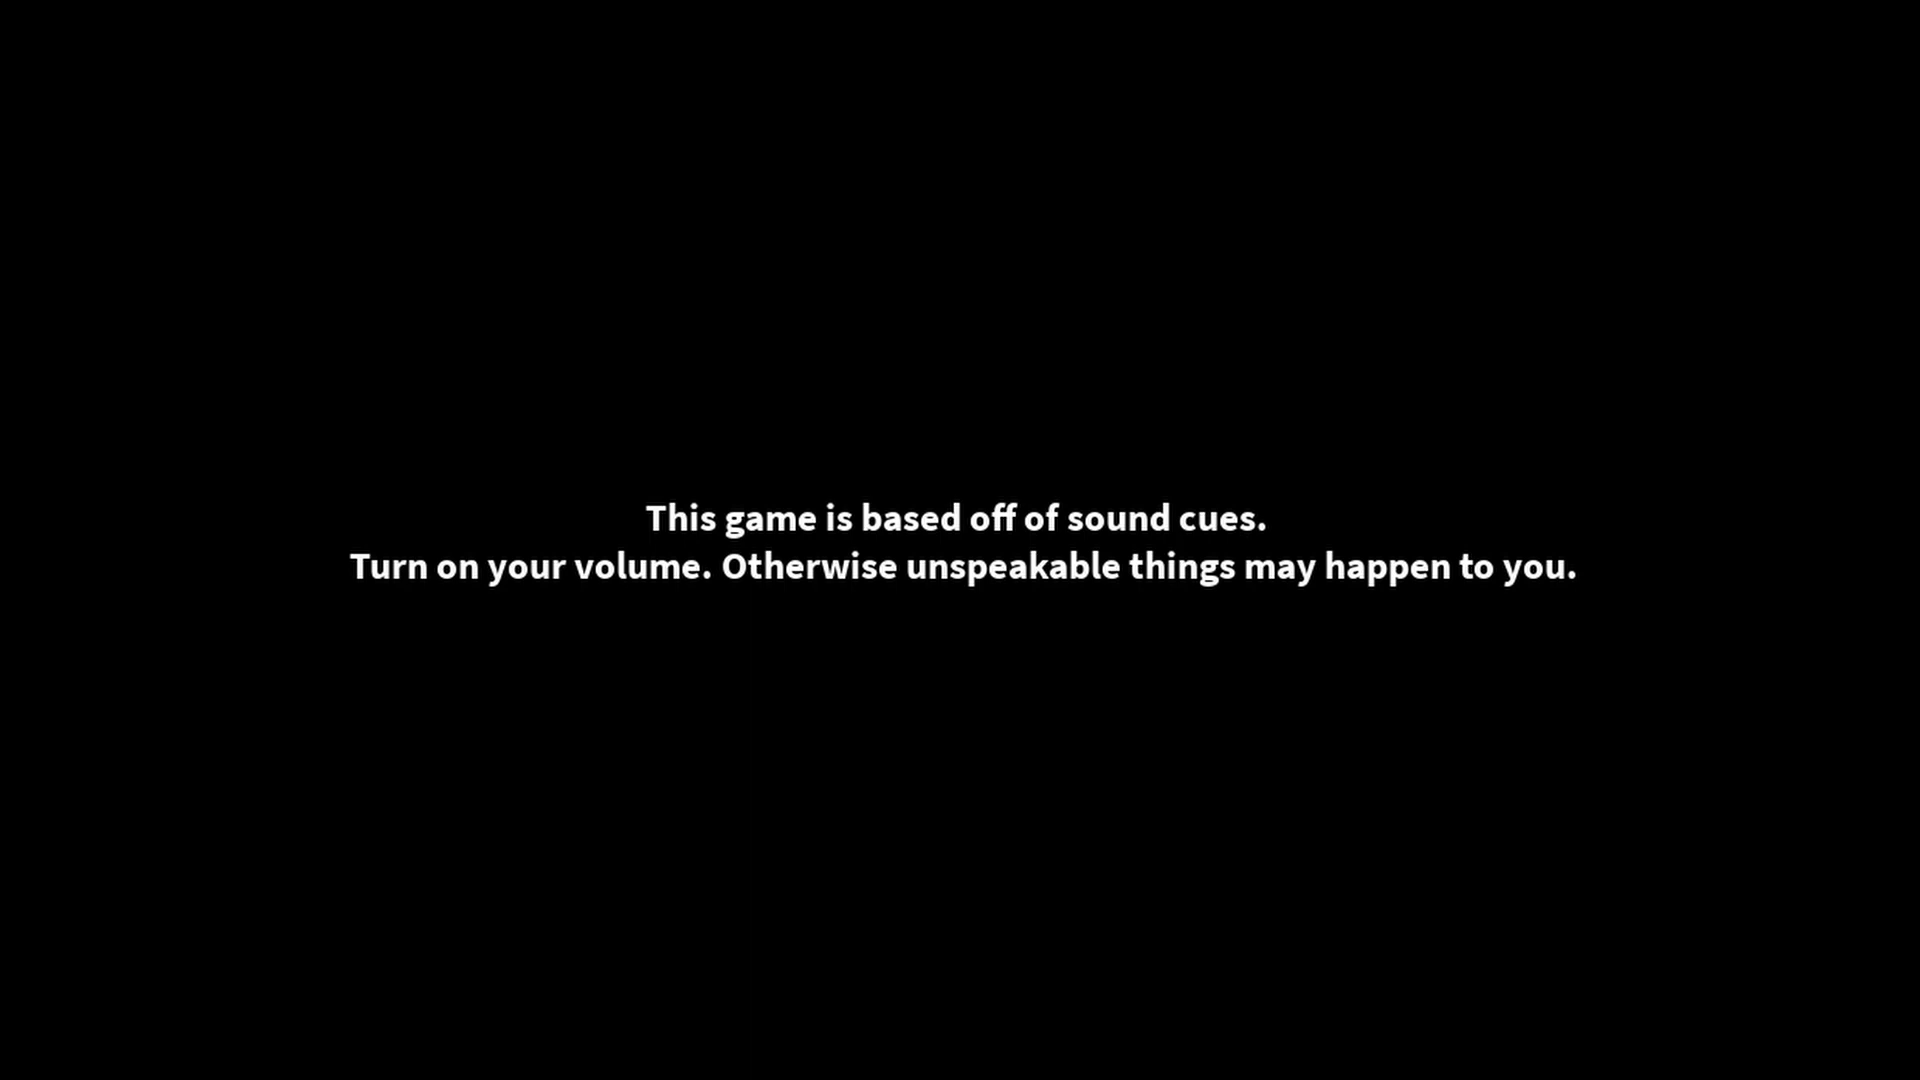 This game is based off of sound cues.
Turn on your volume. Otherwise unspeakable things may happen to you.